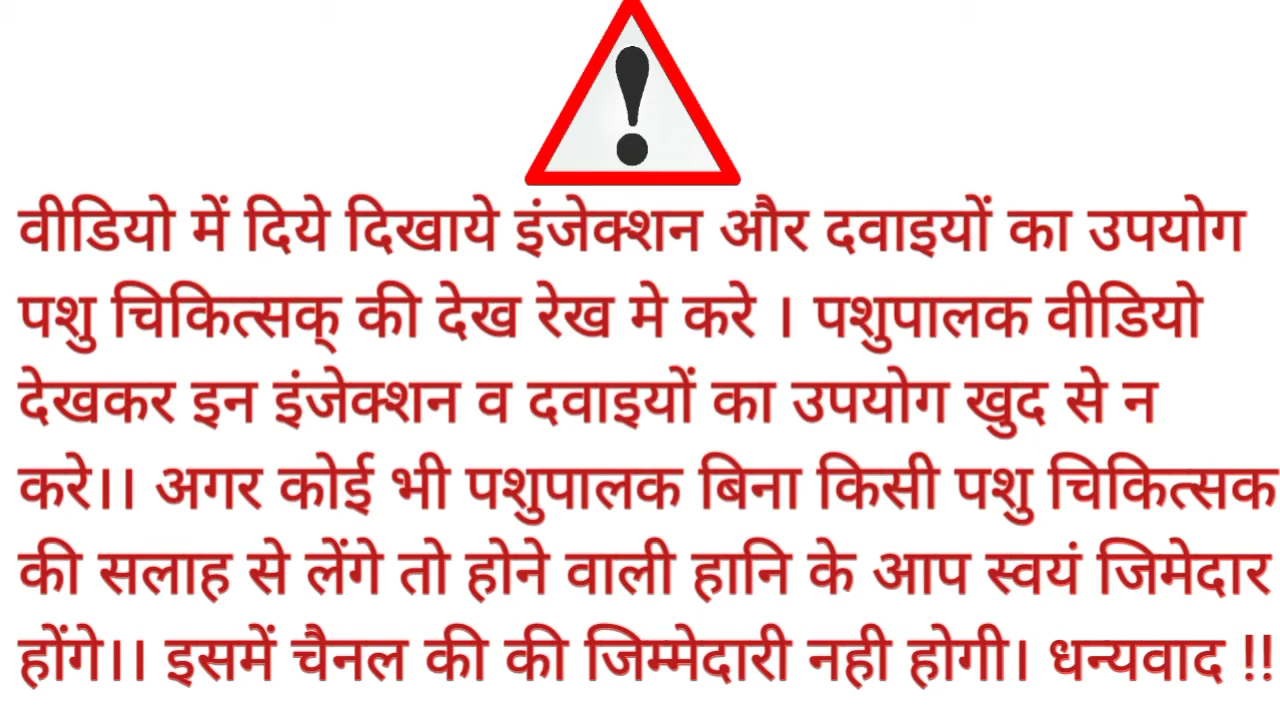 वीडियो में दिये दिखाये इंजेक्शन और दवाइयों का उपयोग
पशु चिकित्सक् की देख रेख मे करे । पशुपालक वीडियो
देखकर इन इंजेक्शन व दवाइयों का उपयोग खुद से न
करे।। अगर कोई भी पशुपालक बिना किसी पशु चिकित्सक
की सलाह से लेंगे तो होने वाली हानि के आप स्वयं जिमेदार
होंगे।। इसमें चैनल की की जिम्मेदारी नही होगी। धन्यवाद !!